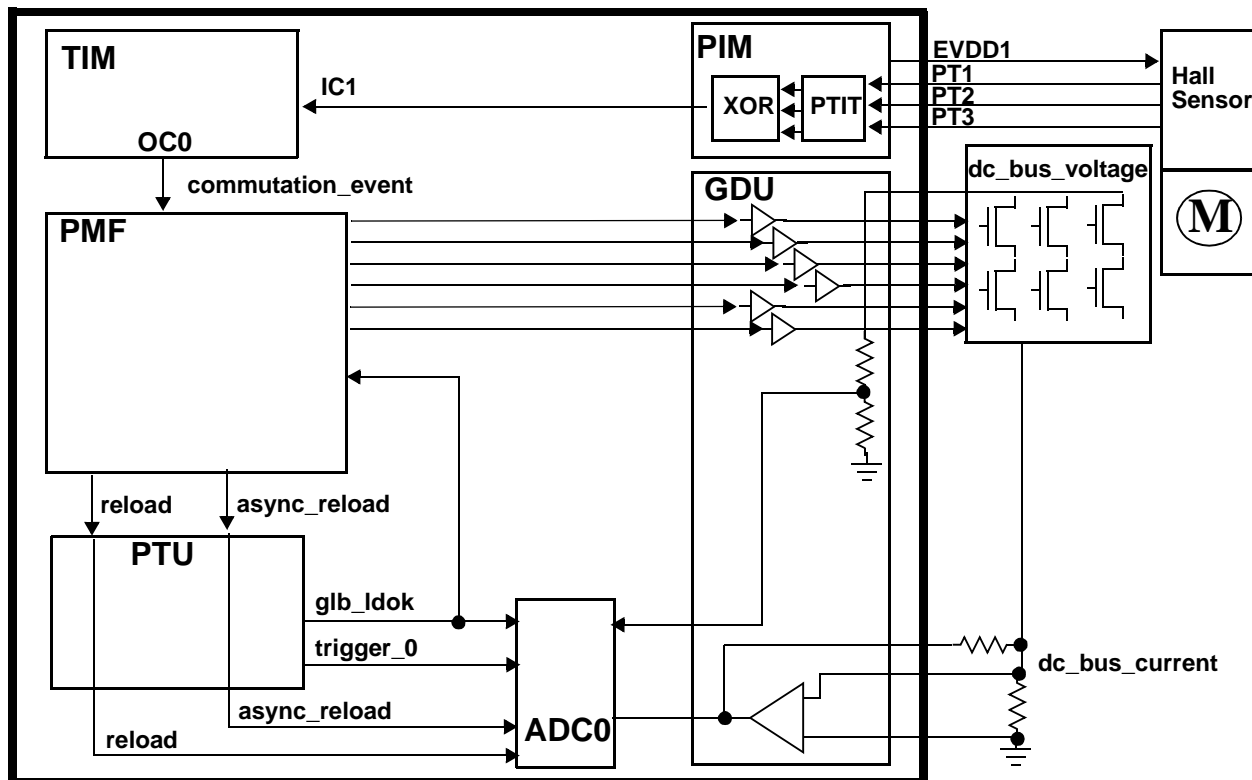 TIM
PIM
EVDD1
PT1
PT2
PT3
Hall
Sensor
IC1
XOR
PTIT
OC0
commutation_event
GDU
dc_bus_voltage
PMF
M
reload
async_reload
PTU
glb_ldok
trigger_0
dc_bus_current
async_reload
ADC0
reload